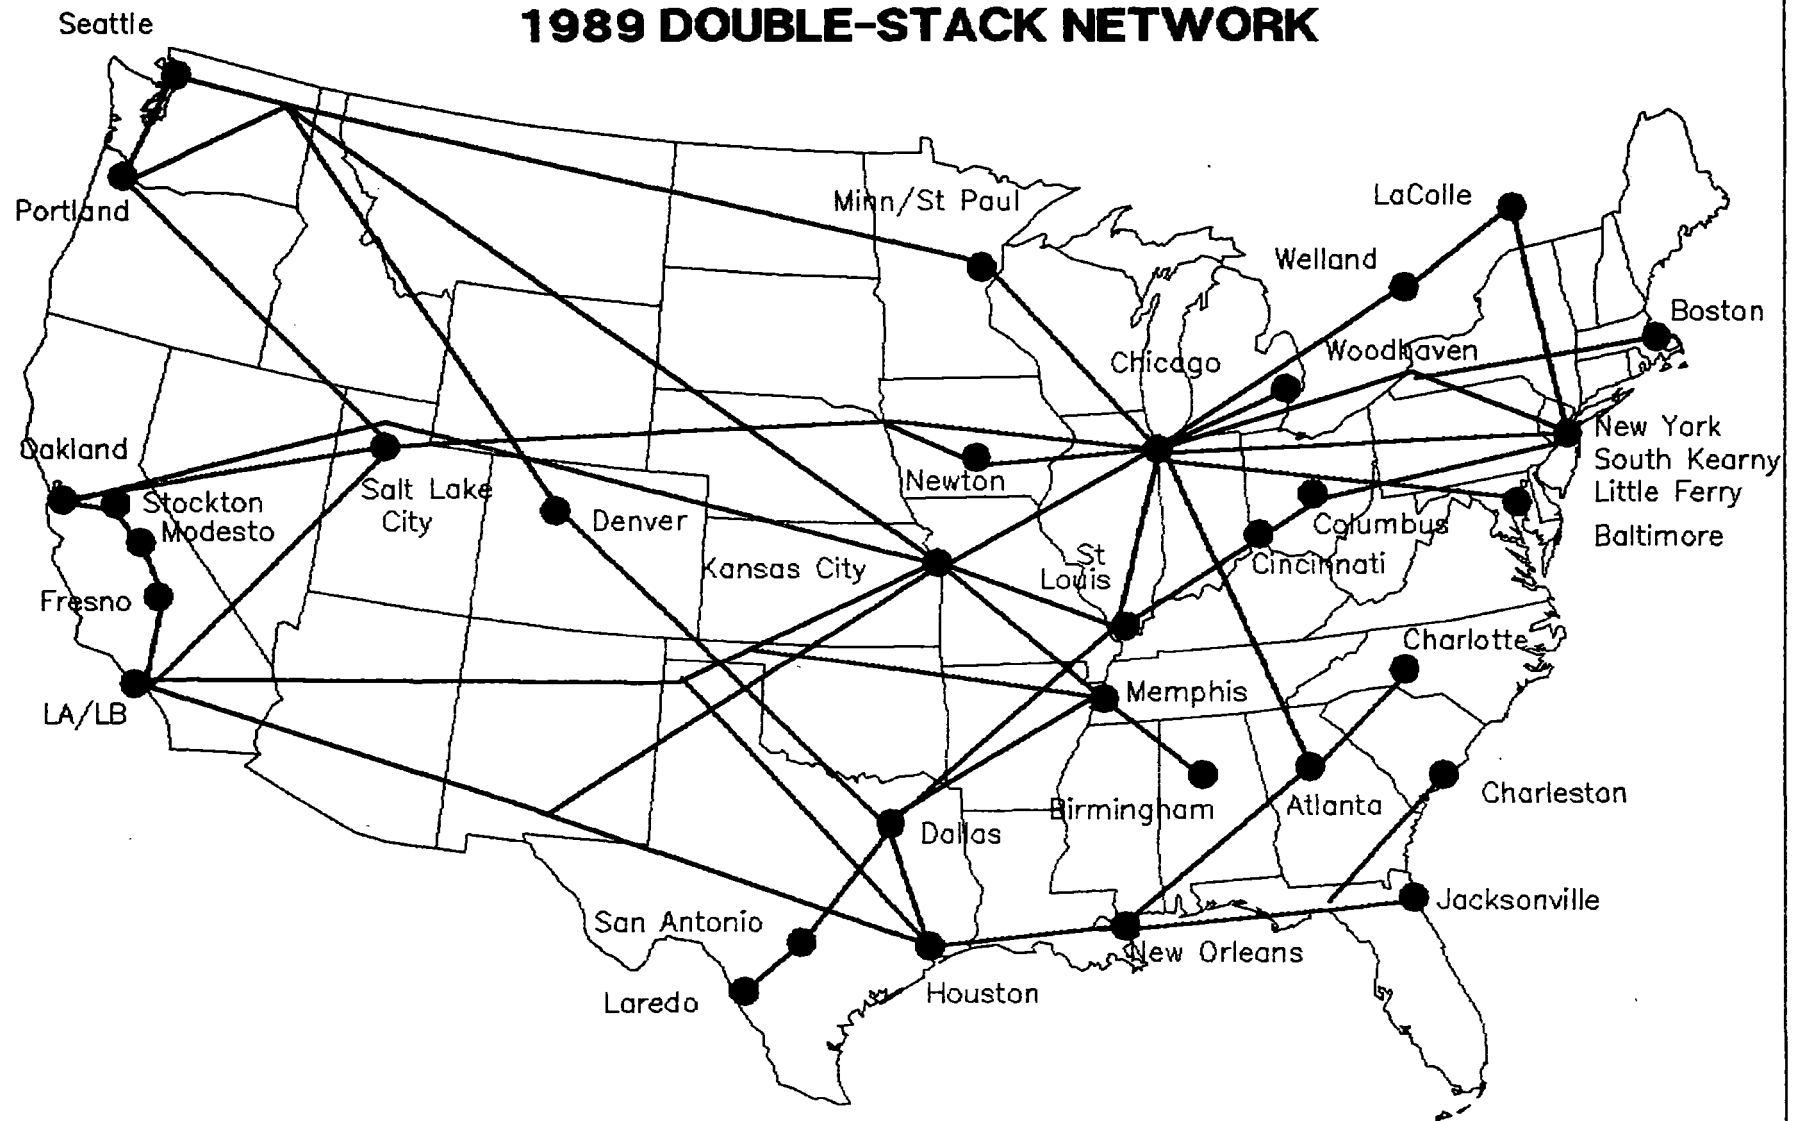 1989 DOUBLE-STACK NETWORK
Seattle
Portland
Minn/St Paul
LaColle
Welland
Boston
Woodhaven
Chicago
Oakland
New York
South Kearny
Little Ferry
Baltimore
Newton
Salt Lake
City
Stockton
Modesto
Denver
Columbus
Cincinnati
Kansas City
St
Louis
Fresno
Charlotte
Memphis
LA/LB
Birmingham
Atlanta
Charleston
Dallas
Jacksonville
San Antonio
New Orleans
Laredo
Houston